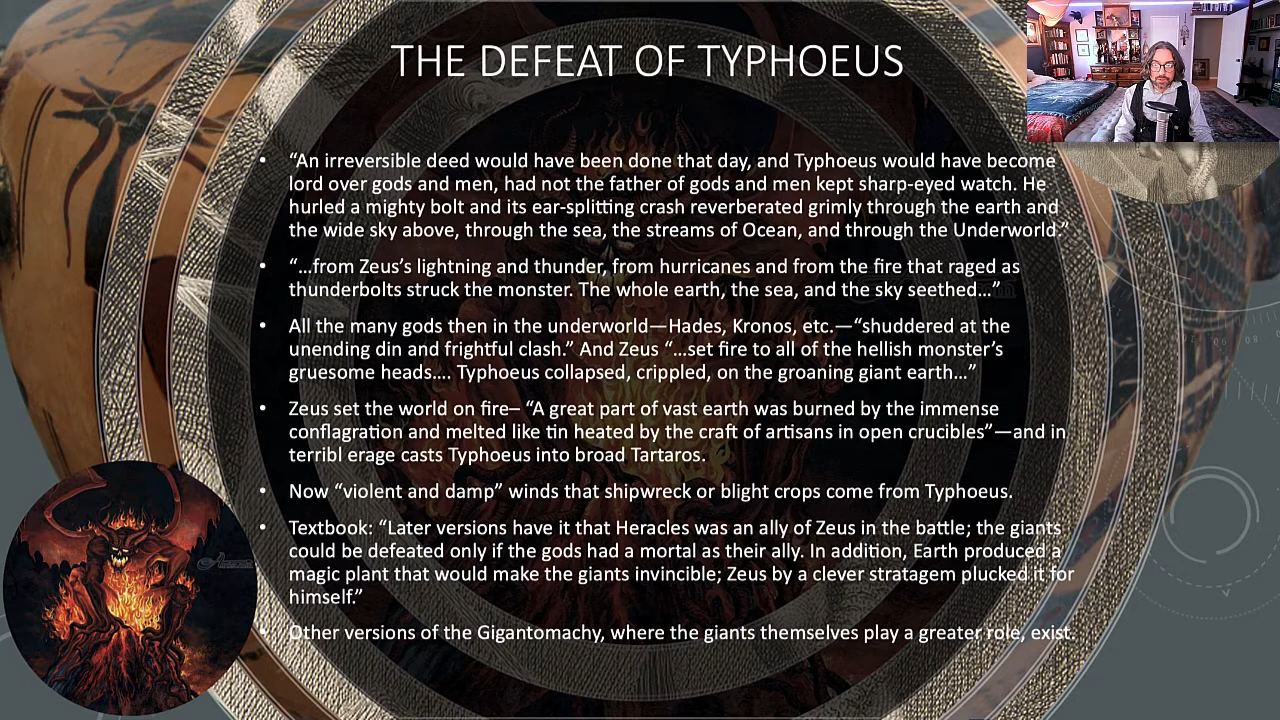 THE DEFEAT OF TYPHOEUS
• “An irreversible deed would have been done that day, and Typhoeus would have become
lord over gods and men, had not the father of gods and men kept sharp-eyed watch. He
hurled a mighty bolt and its ear-splitting crash reverberated grimly through the earth and
the wide sky above, through the sea, the streams of Ocean, and through the Underworld.”
• “…from Zeus’s lightning and thunder, from hurricanes and from the fire that raged as
thunderbolts struck the monster. The whole earth, the sea, and the sky seethed…”
• All the many gods then in the underworld—Hades, Kronos, etc.—“shuddered at the
unending din and frightful clash.” And Zeus “…set fire to all of the hellish monster’s
gruesome heads…. Typhoeus collapsed, crippled, on the groaning giant earth…”
• Zeus set the world on fire– “A great part of vast earth was burned by the immense
conflagration and melted like tin heated by the craft of artisans in open crucibles”—and in
terribl erage casts Typhoeus into broad Tartaros.
• Now “violent and damp” winds that shipwreck or blight crops come from Typhoeus.
• Textbook: “Later versions have it that Heracles was an ally of Zeus in the battle; the giants
could be defeated only if the gods had a mortal as their ally. In addition, Earth produced a
magic plant that would make the giants invincible; Zeus by a clever stratagem plucked it for
himself.”
• Other versions of the Gigantomachy, where the giants themselves play a greater role, exist.